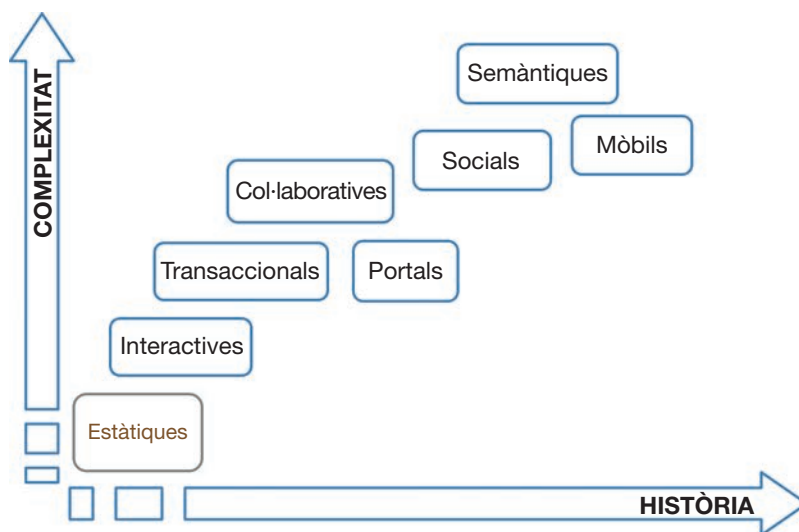 COMPLEXITAT
Semàntiques
Socials
Mòbils
Col·laboratives
Transaccionals
Portals
Interactives
Estàtiques
HISTÒRIA